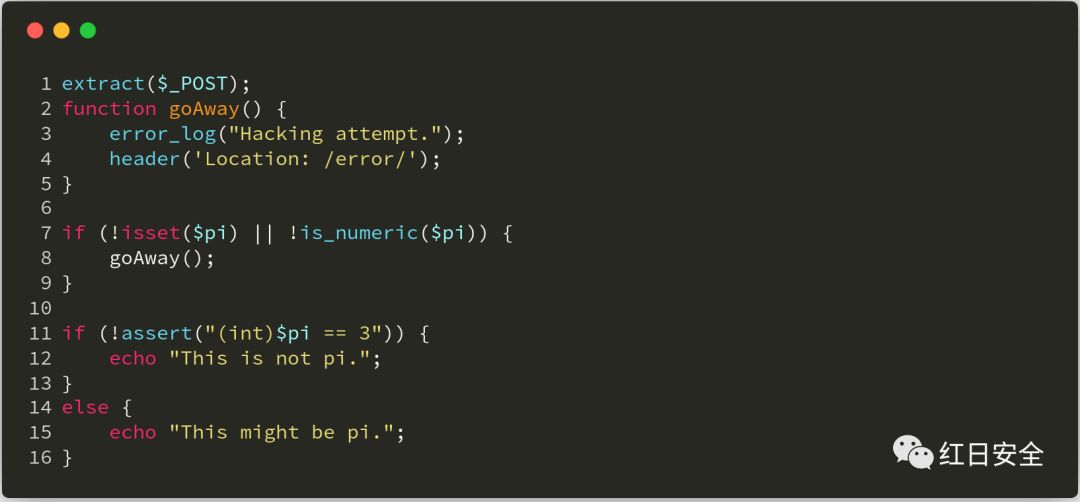 1 extract($_POST);
2 function goAway() {
3     error_log("Hacking attempt.");
4     header('Location: /error/');
5 }
6
7 if (!isset($pi) || !is_numeric($pi)) {
8     goAway();
9 }
10
11 if (!assert("(int)$pi == 3")) {
12     echo "This is not pi.";
13 }
14 else {
15     echo "This might be pi.";
16 }
红日安全